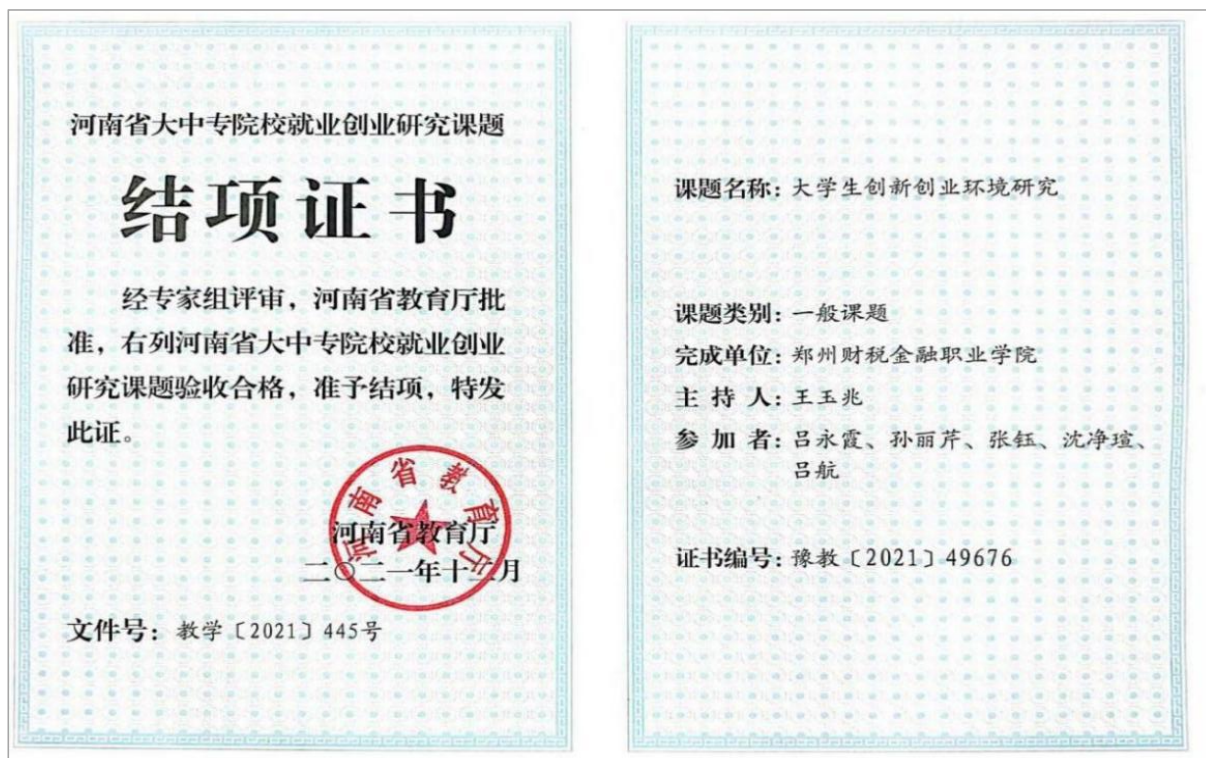 河南省大中专院校就业创业研究课题
结项证书
经专家组评审，河南省教育厅批
准，右列河南省大中专院校就业创业
研究课题验收合格，准予结项，特发
此证。
河南省教育厅
河南省教育厅
二〇二一年十二月
文件号：教学〔2021〕445号
课题名称：大学生创新创业环境研究
课题类别：一般课题
完成单位：郑州财税金融职业学院
主 持 人：王玉兆
参 加 者：吕永霞、孙丽芹、张钰、沈净瑄、
吕航
证书编号：豫教〔2021〕49676